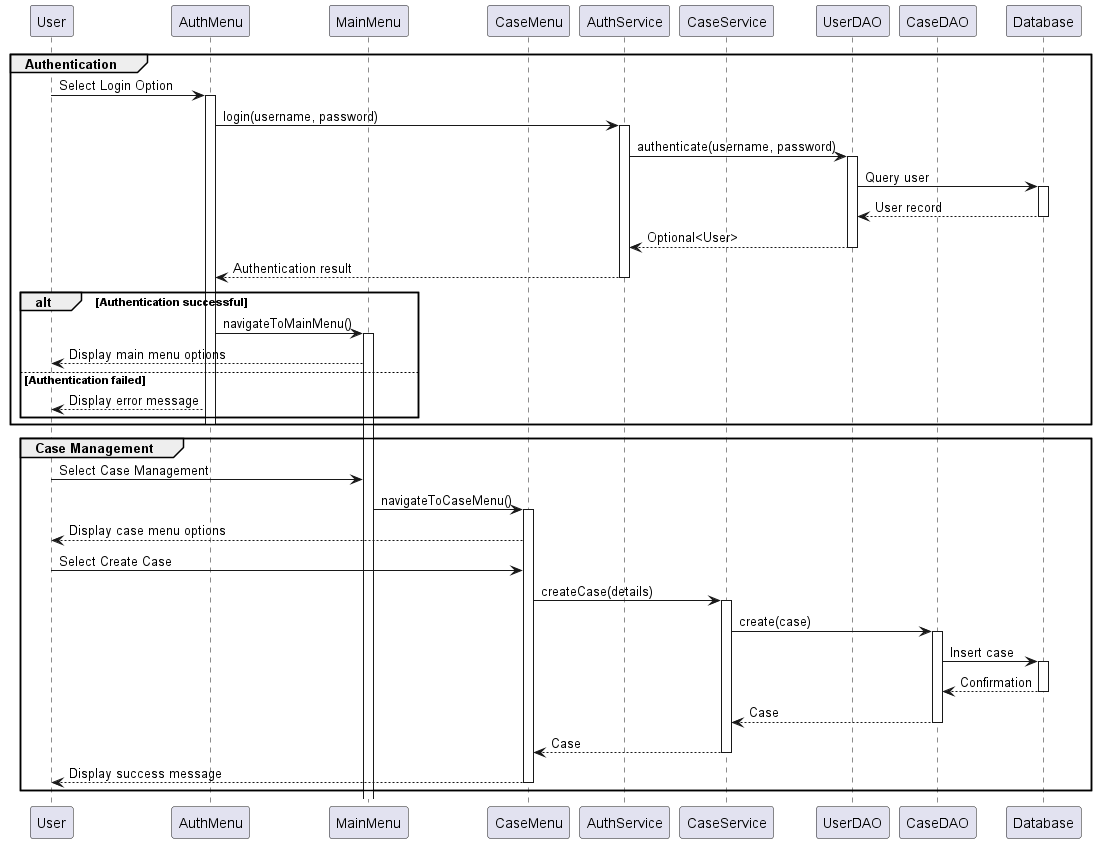 User AuthMenu MainMenu CaseMenu AuthService CaseService UserDAO CaseDAO Database
Authentication
Select Login Option
login(username, password)
authenticate(username, password)
Query user
User record
Optional<User>
Authentication result
alt [Authentication successful]
navigateToMainMenu()
Display main menu options
[Authentication failed]
Display error message
Case Management
Select Case Management
navigateToCaseMenu()
Display case menu options
Select Create Case
createCase(details)
create(case)
Insert case
Confirmation
Case
Case
Display success message
User AuthMenu MainMenu CaseMenu AuthService CaseService UserDAO CaseDAO Database